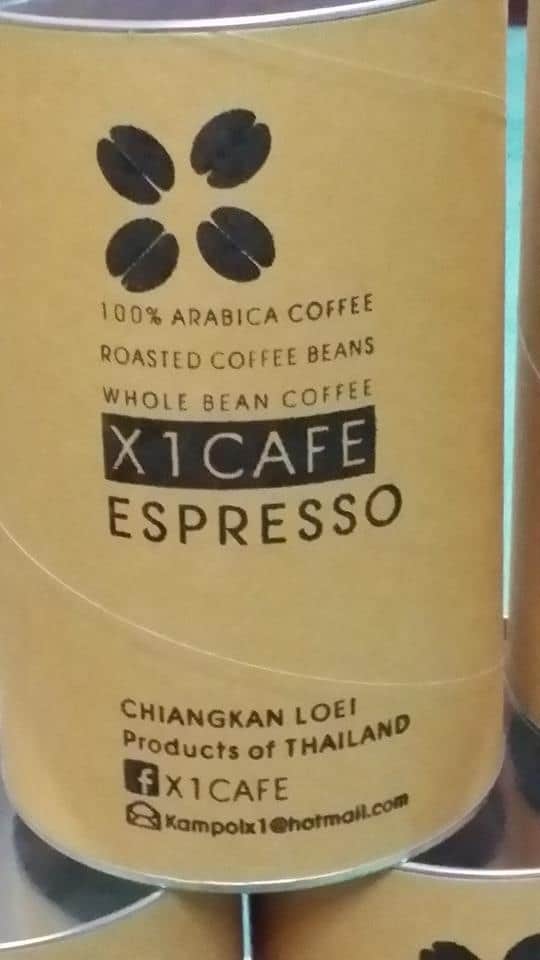 100% ARABICA COFFEE
ROASTED COFFEE BEANS
WHOLE BEAN COFFEE
X1CAFE
ESPRESSO
CHIANGKAN LOEI
Products of THAILAND
f X1CAFE
Kampolx1@hotmail.com